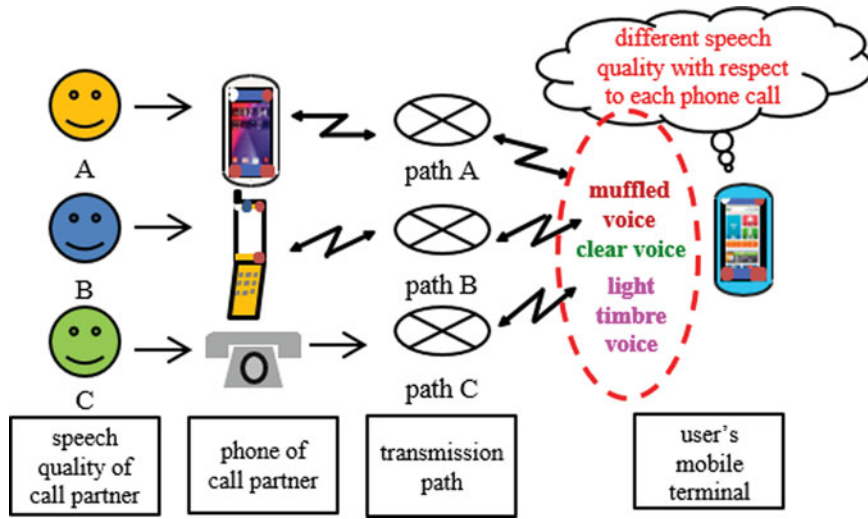 different speech
quality with respect
to each phone call
A
path A
muffled
voice
clear voice
B
path B
light
timbre
voice
C
path C
speech
quality of
call partner
phone of
call partner
transmission
path
user's
mobile
terminal